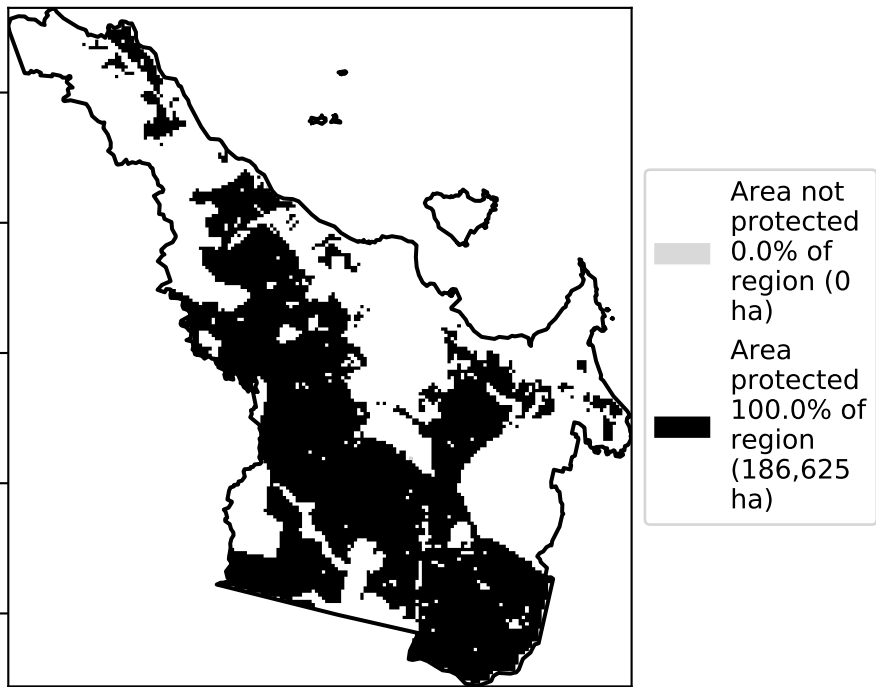 Area not
protected
0.0% of
region (0
ha)
Area
protected
100.0% of
region
(186,625
ha)